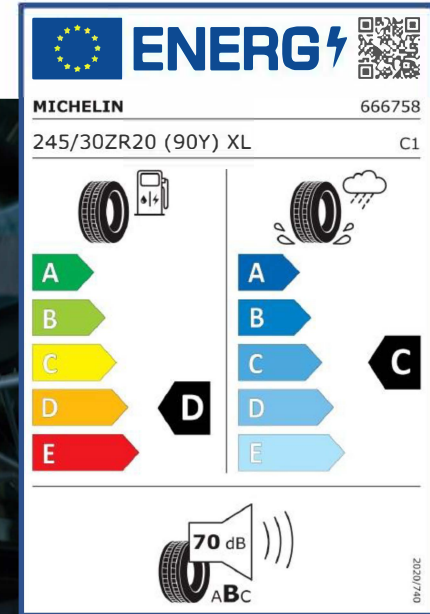 ENERG
MICHELIN 666758
245/30ZR20 (90Y) XL C1
A A
B B
C C C
D D D
E E
70 dB
ABC
2020/740